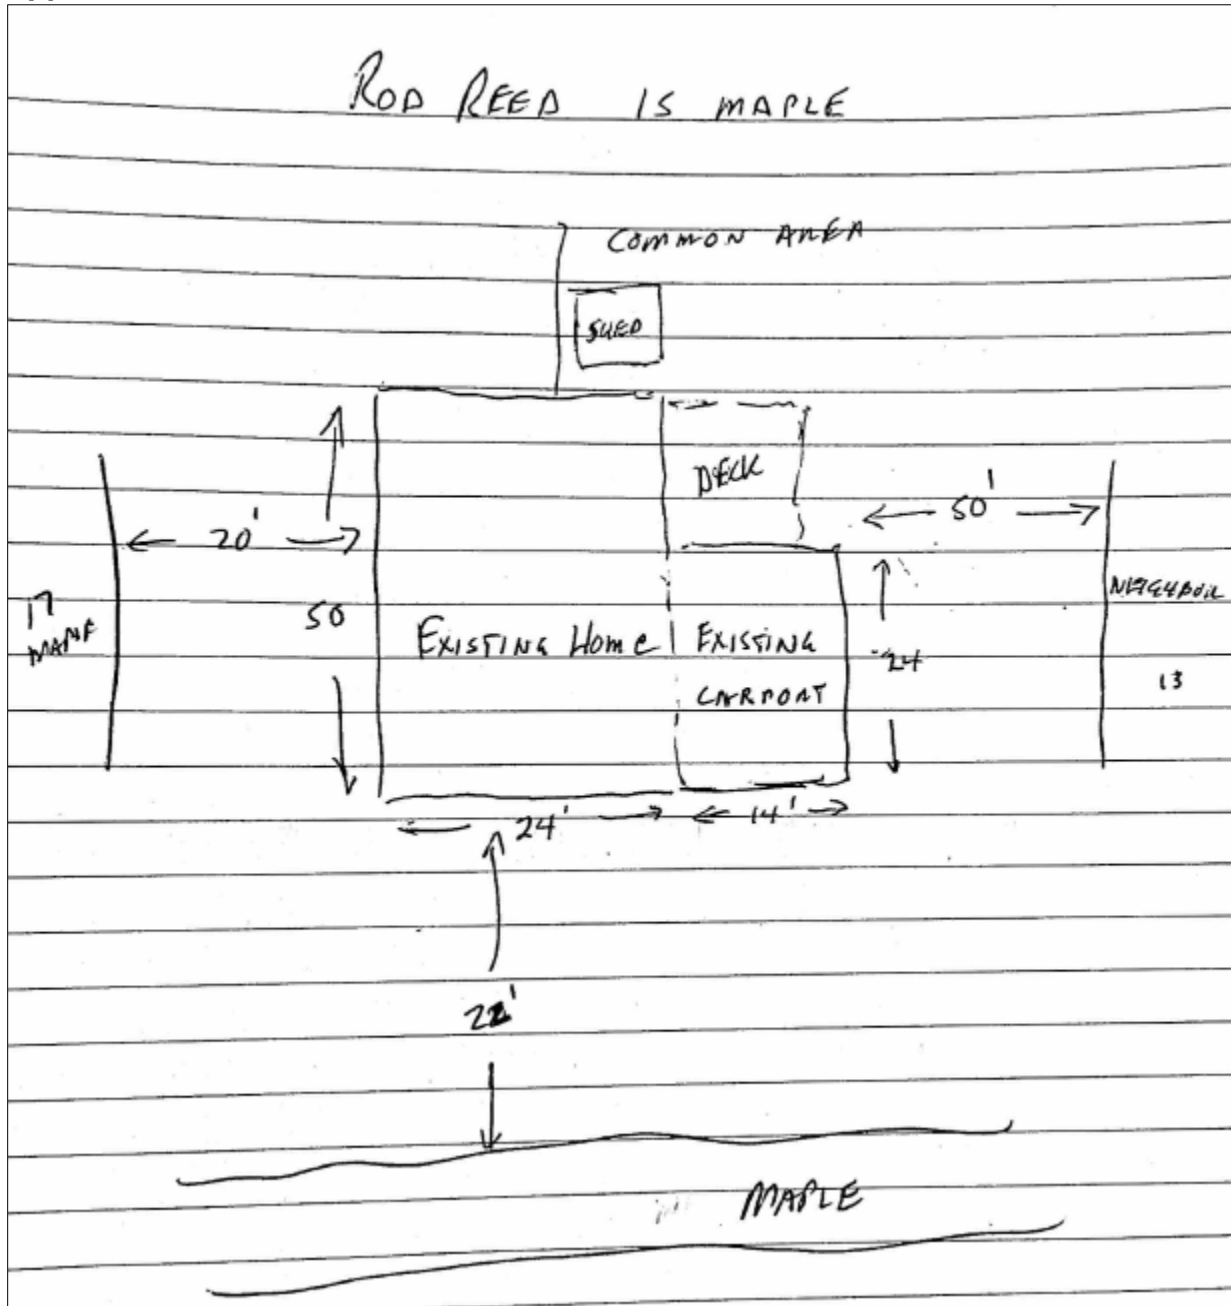 ROD REED 15 MAPLE
COMMON AREA
SHED
DECK
20'
50'
17
MAPLE
50
EXISTING HOME
EXISTING
CARPORT
24
NEIGHBOR
13
24'
14'
22'
MAPLE